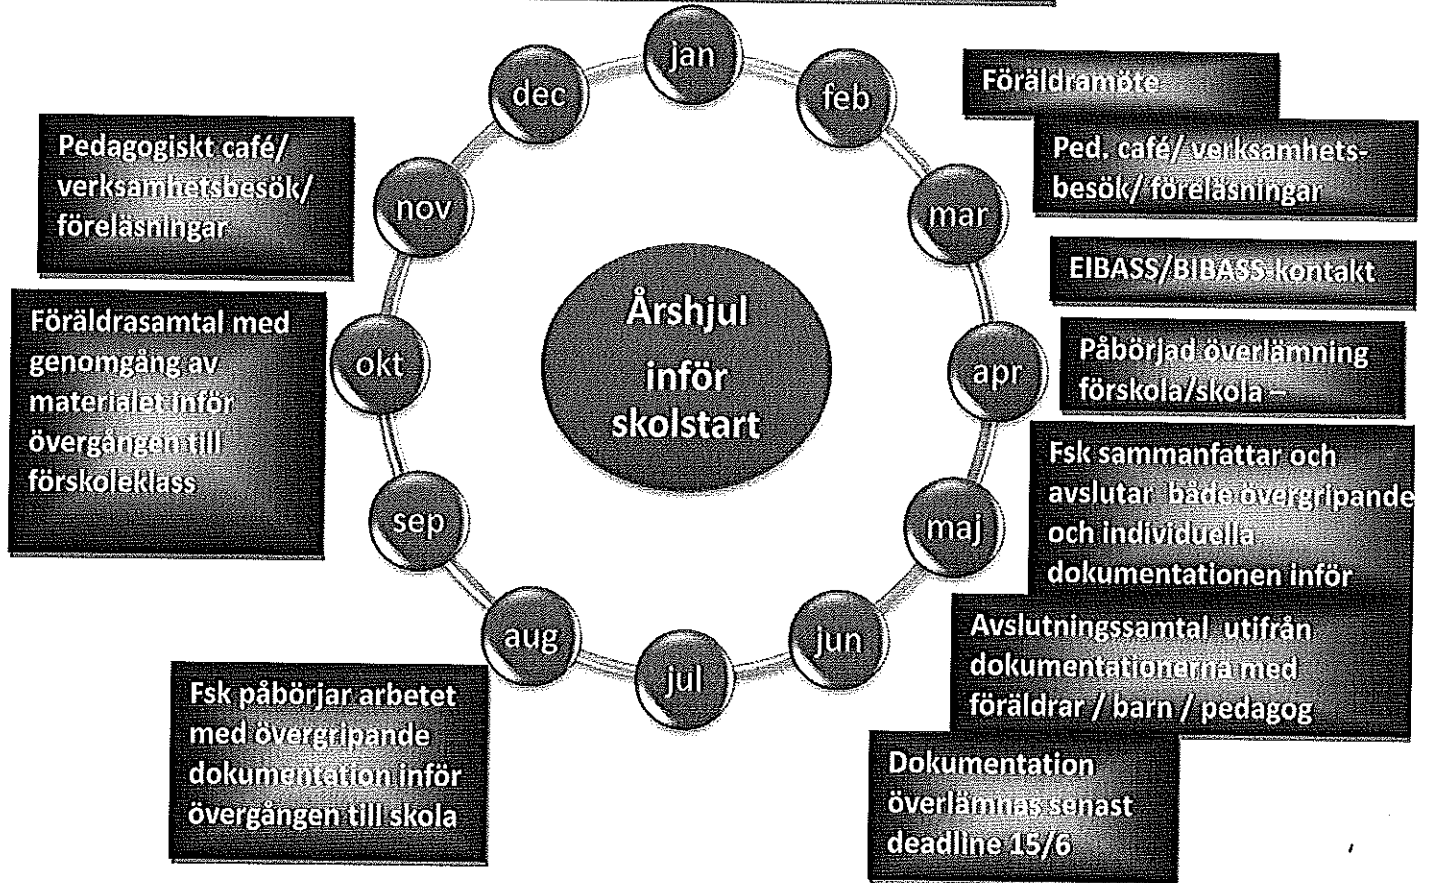 jan
feb
mar
apr
maj
jun
jul
aug
sep
okt
nov
dec
Årshjul
inför
skolstart
Föräldramöte
Ped. café/ verksamhets-
besök/ föreläsningar
EIBASS/BIBASS-kontakt
Påbörjad överlämning
förskola/skola –
Fsk sammanfattar och
avslutar både övergripande
och individuella
dokumentationen inför
Avslutningssamtal utifrån
dokumentationerna med
föräldrar / barn / pedagog
Dokumentation
överlämnas senast
deadline 15/6
Fsk påbörjar arbetet
med övergripande
dokumentation inför
övergången till skola
Föräldrasamtal med
genomgång av
materialet inför
övergången till
förskoleklass
Pedagogiskt café/
verksamhetsbesök/
föreläsningar